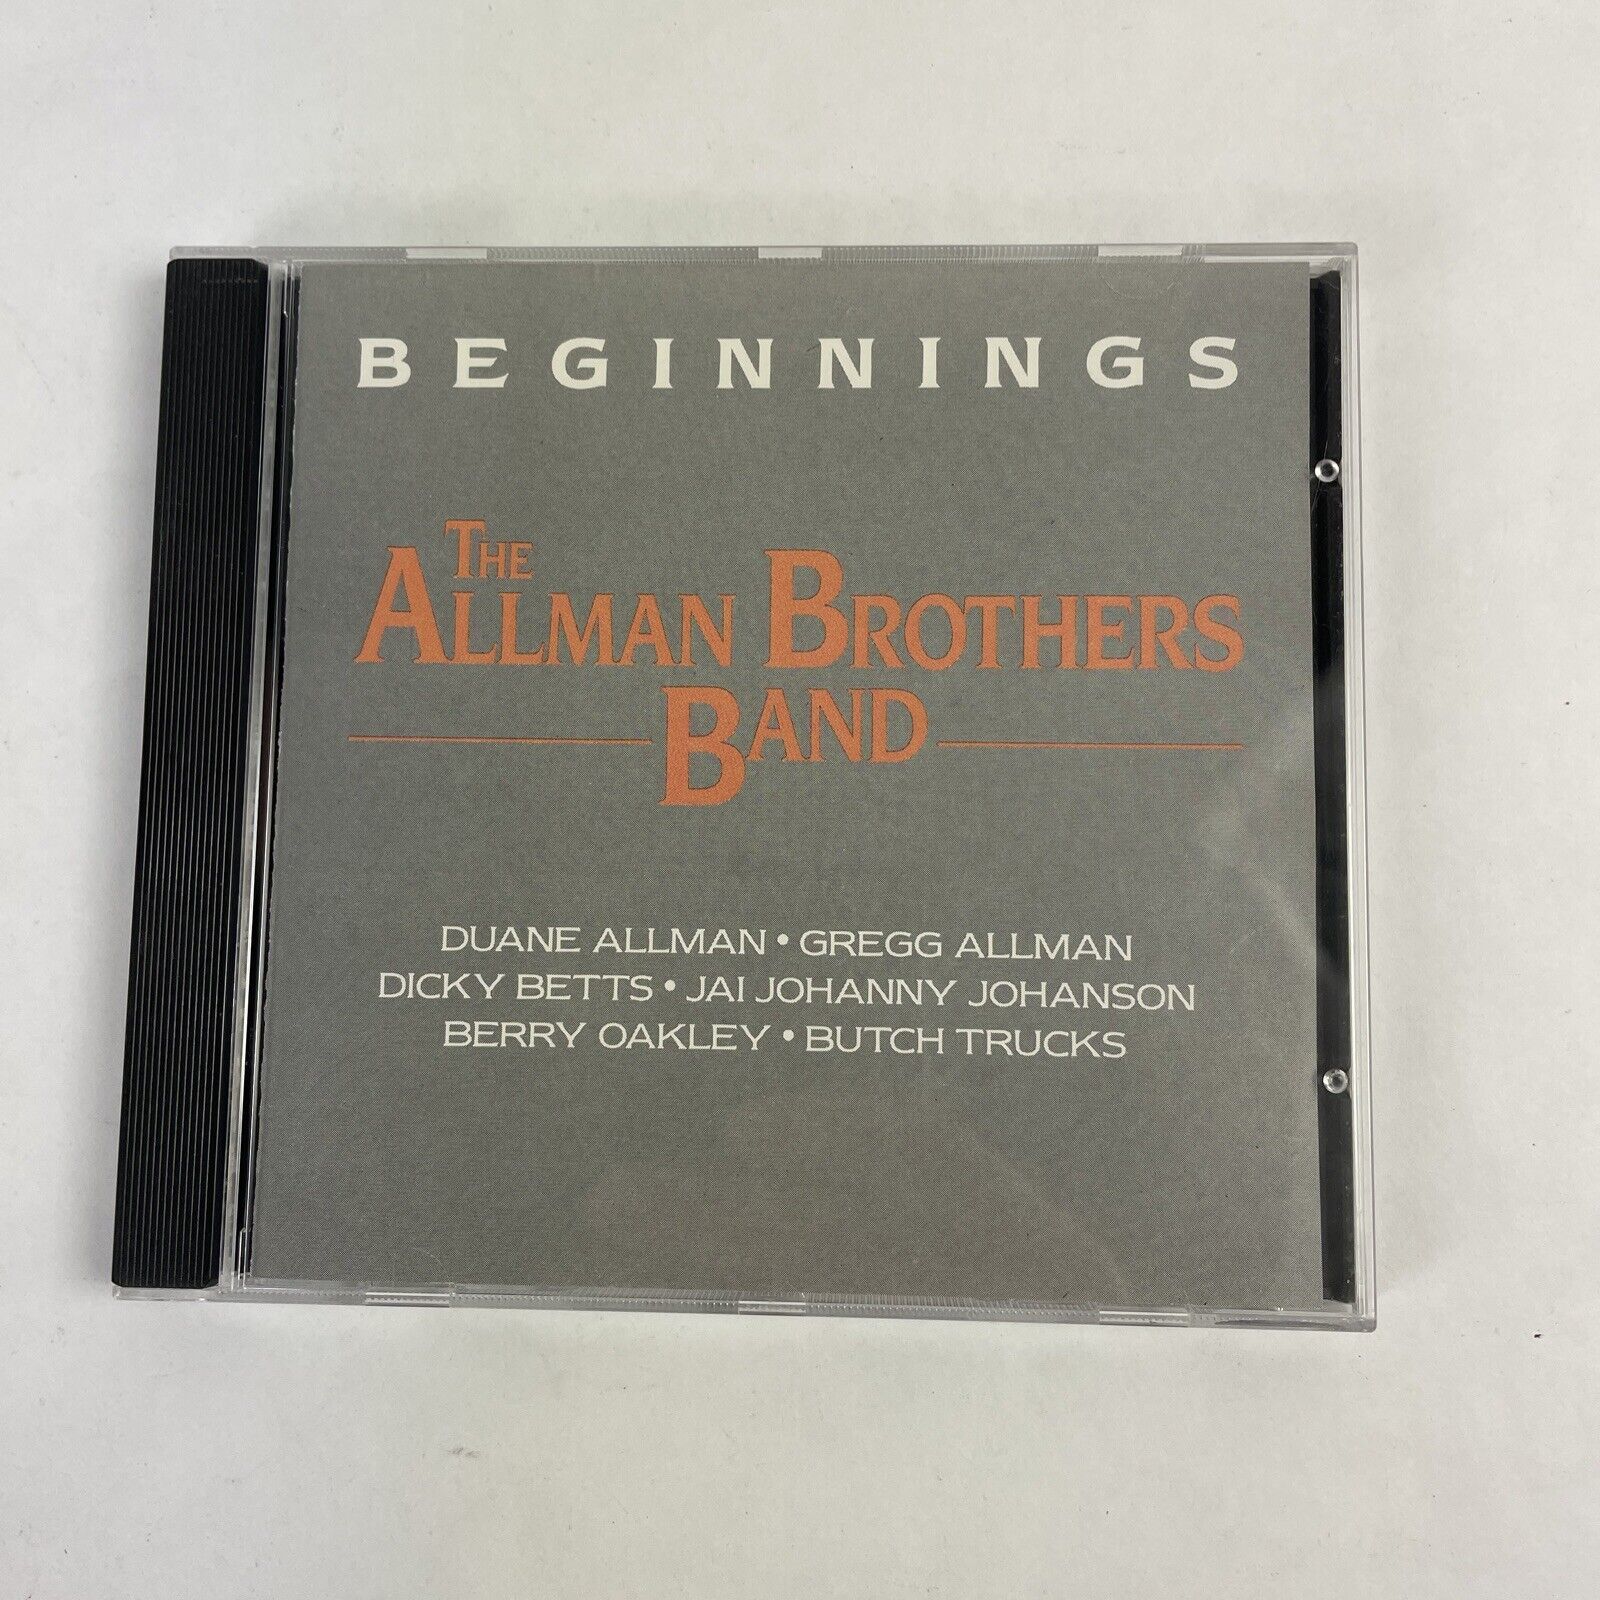 BEGINNINGS
THE
ALLMAN BROTHERS
BAND
DUANE ALLMAN • GREGG ALLMAN
DICKY BETTS • JAI JOHANNY JOHANSON
BERRY OAKLEY • BUTCH TRUCKS